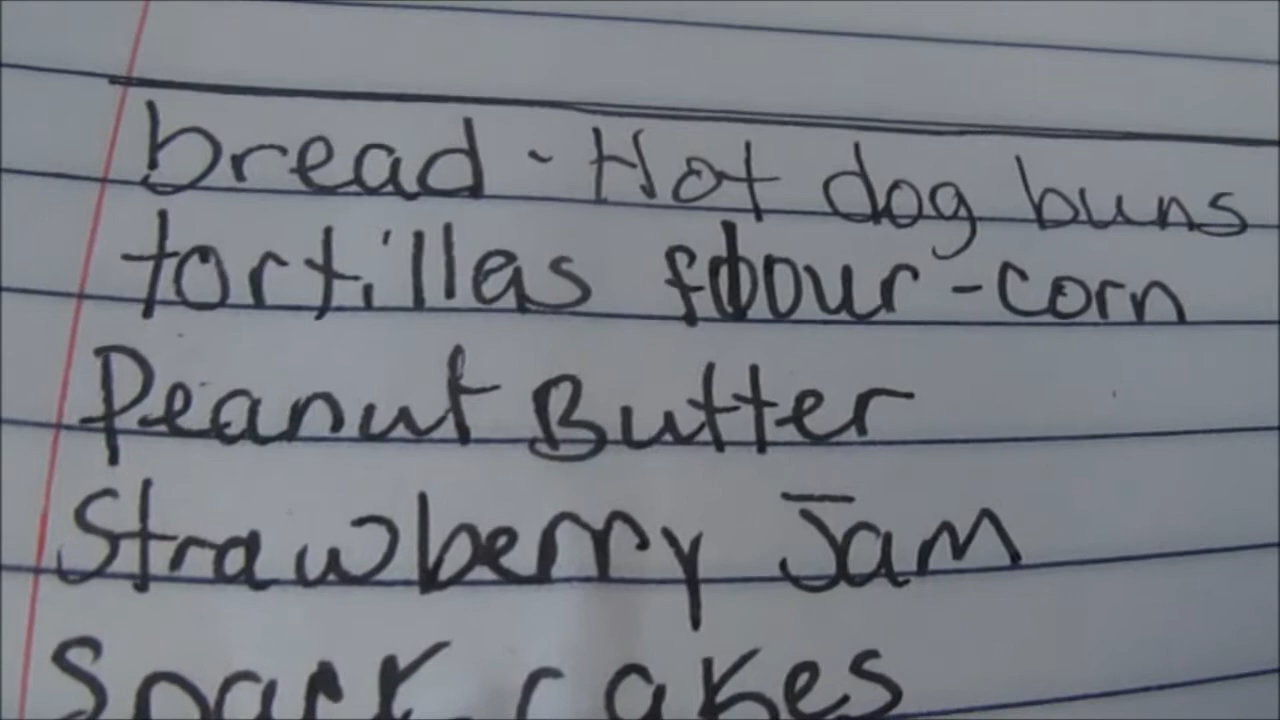 bread - Hot dog buns
tortillas flour - corn
Peanut Butter
Strawberry Jam
Snack cakes